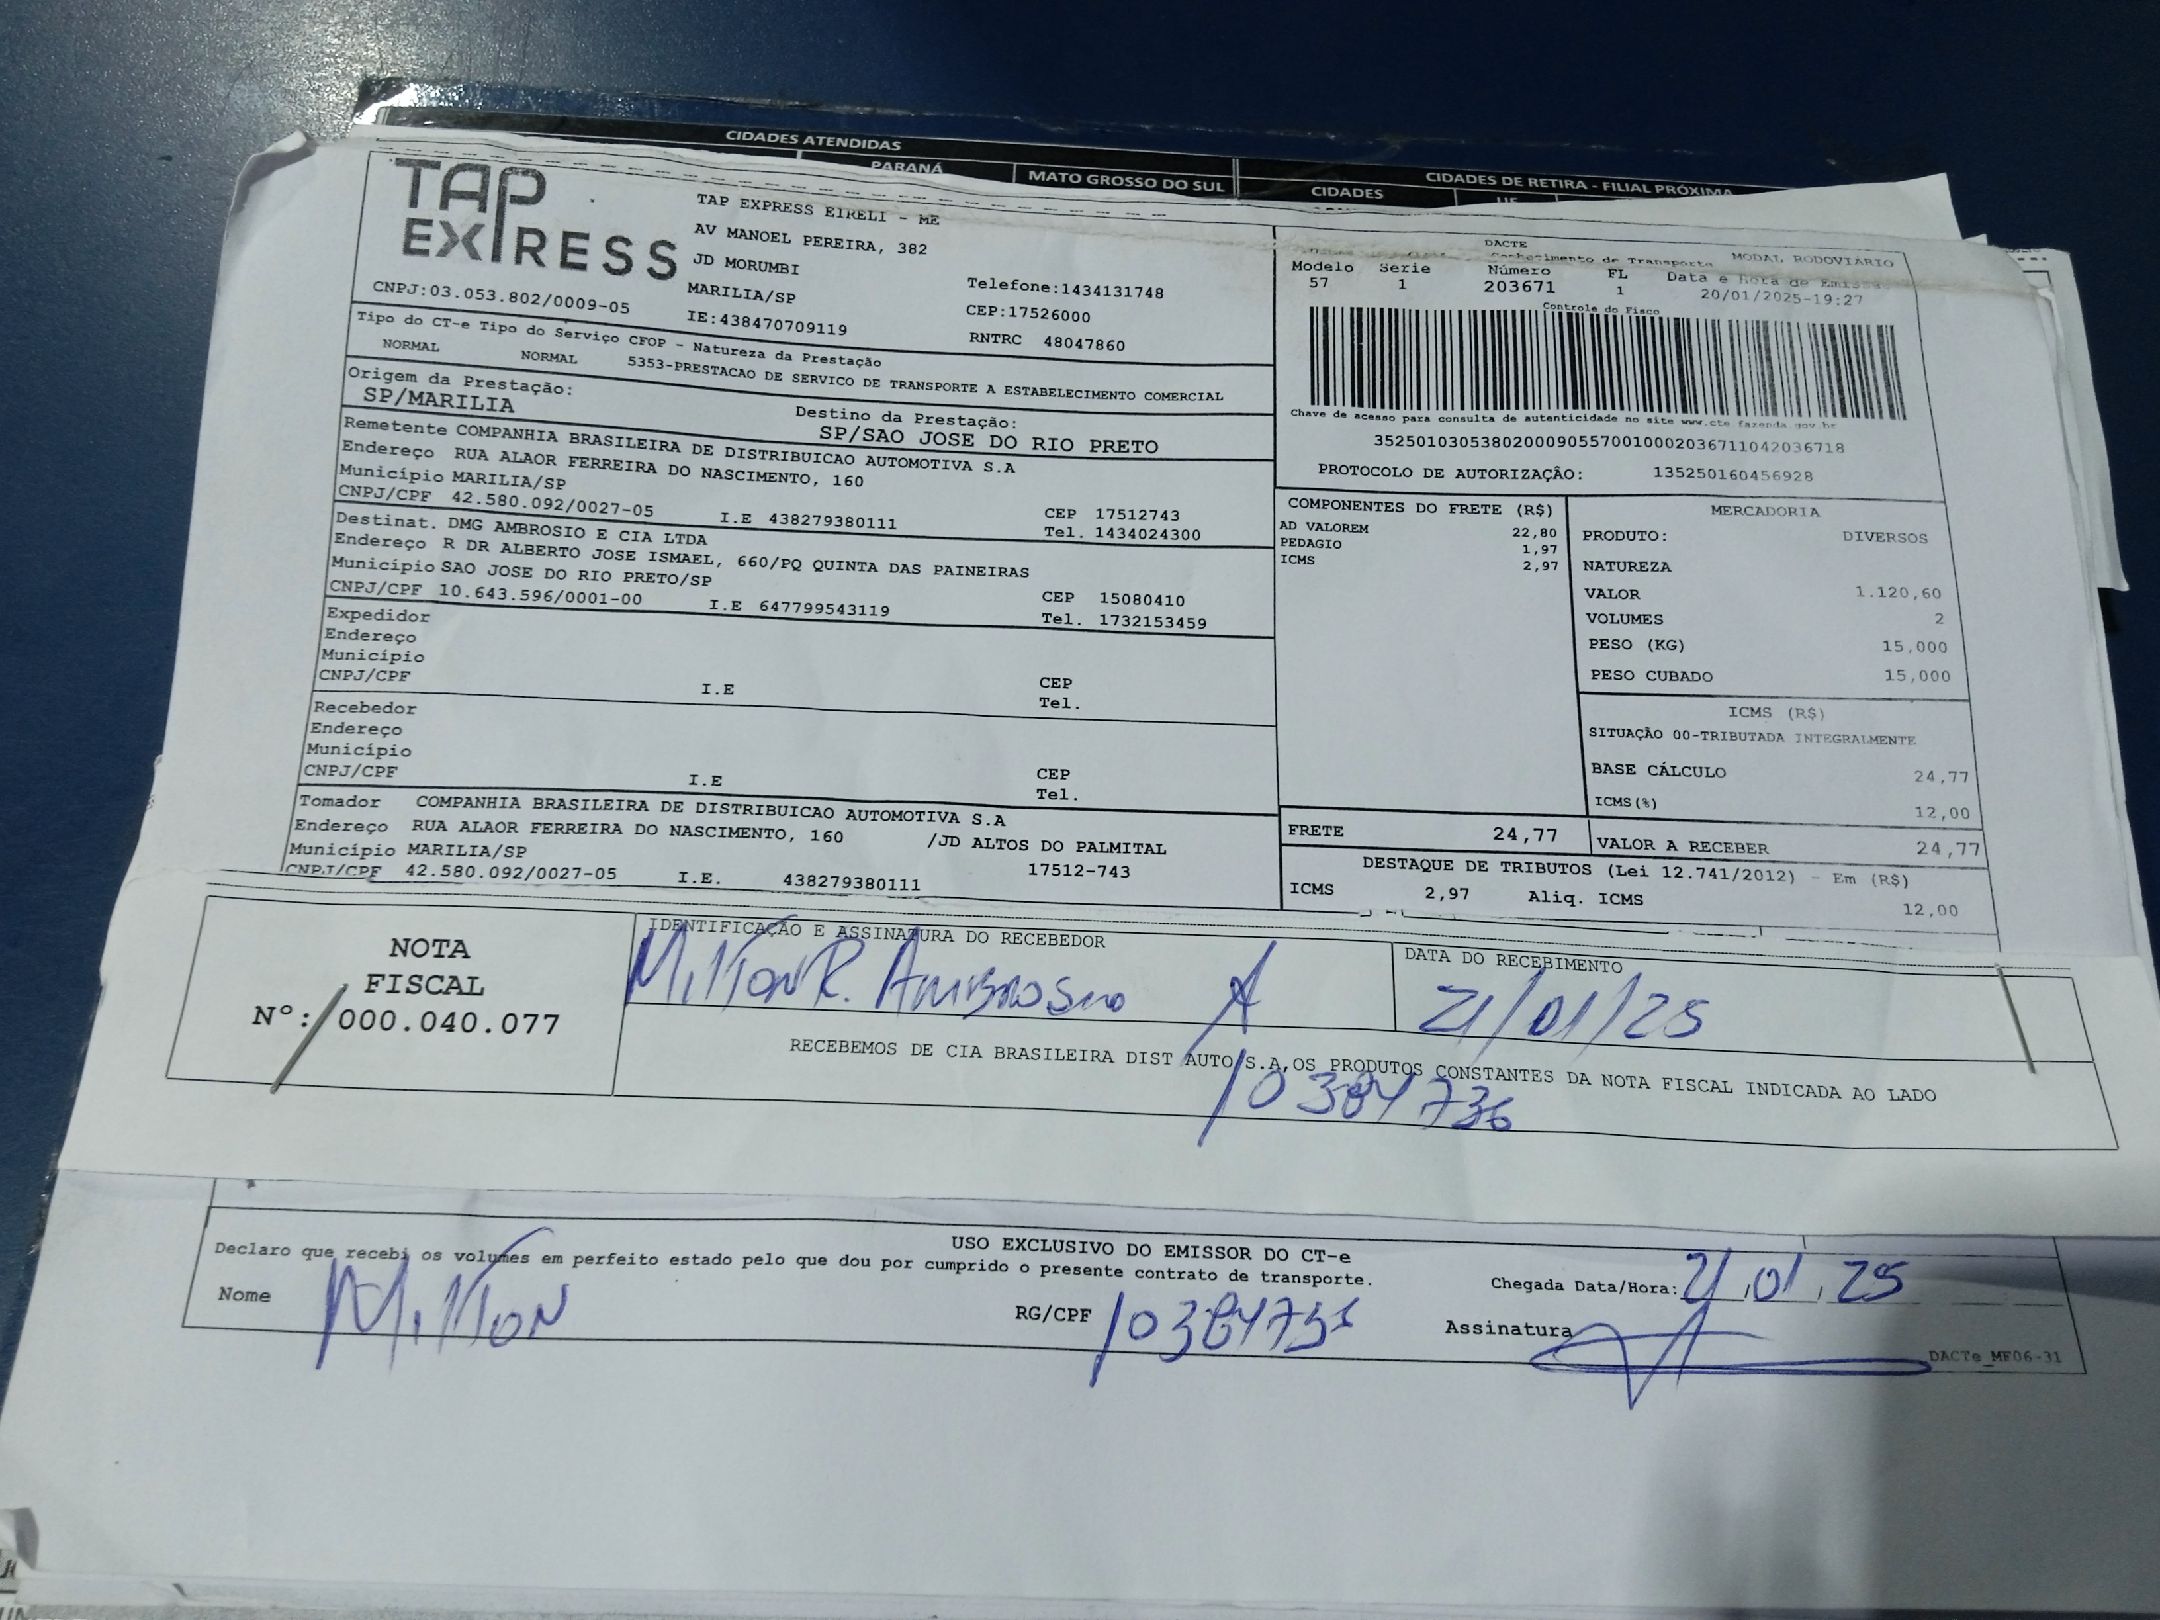 CIDADES ATENDIDAS
PARANÁ
MATO GROSSO DO SUL
CIDADES DE RETIRA - FILIAL PRÓXIMA
CIDADES
UF
TAP
EXPRESS
TAP EXPRESS EIRELI - ME
AV MANOEL PEREIRA, 382
JD MORUMBI
MARILIA/SP
Telefone:1434131748
CNPJ:03.053.802/0009-05
IE:438470709119
CEP:17526000
RNTRC 48047860
DACTE
Conhecimento de Transporte
MODAL RODOVIARIO
Modelo Serie Número FL Data e Hora de Emiss
57 1 203671 1 20/01/2025-19:27
Controle do Fisco
Chave de acesso para consulta de autenticidade no site www.cte fazenda.gov.br
35250103053802000905570010002036711042036718
PROTOCOLO DE AUTORIZAÇÃO: 135250160456928
Tipo do CT-e Tipo do Serviço CFOP - Natureza da Prestação
NORMAL NORMAL 5353-PRESTACAO DE SERVICO DE TRANSPORTE A ESTABELECIMENTO COMERCIAL
Origem da Prestação: Destino da Prestação:
SP/MARILIA SP/SAO JOSE DO RIO PRETO
Remetente COMPANHIA BRASILEIRA DE DISTRIBUICAO AUTOMOTIVA S.A
Endereço RUA ALAOR FERREIRA DO NASCIMENTO, 160
Município MARILIA/SP CEP 17512743
CNPJ/CPF 42.580.092/0027-05 I.E 438279380111 Tel. 1434024300
Destinat. DMG AMBROSIO E CIA LTDA
Endereço R DR ALBERTO JOSE ISMAEL, 660/PQ QUINTA DAS PAINEIRAS
Município SAO JOSE DO RIO PRETO/SP CEP 15080410
CNPJ/CPF 10.643.596/0001-00 I.E 647799543119 Tel. 1732153459
Expedidor
Endereço
Município CEP
CNPJ/CPF I.E Tel.
Recebedor
Endereço
Município CEP
CNPJ/CPF I.E Tel.
Tomador COMPANHIA BRASILEIRA DE DISTRIBUICAO AUTOMOTIVA S.A
Endereço RUA ALAOR FERREIRA DO NASCIMENTO, 160 /JD ALTOS DO PALMITAL
Município MARILIA/SP 17512-743
CNPJ/CPF 42.580.092/0027-05 I.E. 438279380111
COMPONENTES DO FRETE (R$)
AD VALOREM 22,80
PEDAGIO 1,97
ICMS 2,97
MERCADORIA
PRODUTO: DIVERSOS
NATUREZA
VALOR 1.120,60
VOLUMES 2
PESO (KG) 15,000
PESO CUBADO 15,000
ICMS (R$)
SITUAÇÃO 00-TRIBUTADA INTEGRALMENTE
BASE CÁLCULO 24,77
ICMS(%) 12,00
FRETE 24,77 VALOR A RECEBER 24,77
DESTAQUE DE TRIBUTOS (Lei 12.741/2012) - Em (R$)
ICMS 2,97 Aliq. ICMS 12,00
NOTA
FISCAL
N°: 000.040.077
IDENTIFICAÇÃO E ASSINATURA DO RECEBEDOR
Milton R. Ambrosio
DATA DO RECEBIMENTO
21/01/25
RECEBEMOS DE CIA BRASILEIRA DIST AUTO S.A,OS PRODUTOS CONSTANTES DA NOTA FISCAL INDICADA AO LADO
10384736
USO EXCLUSIVO DO EMISSOR DO CT-e
Declaro que recebi os volumes em perfeito estado pelo que dou por cumprido o presente contrato de transporte.
Chegada Data/Hora: 21,01,25
Nome Milton
RG/CPF
Assinatura
DACTe_MF06-31